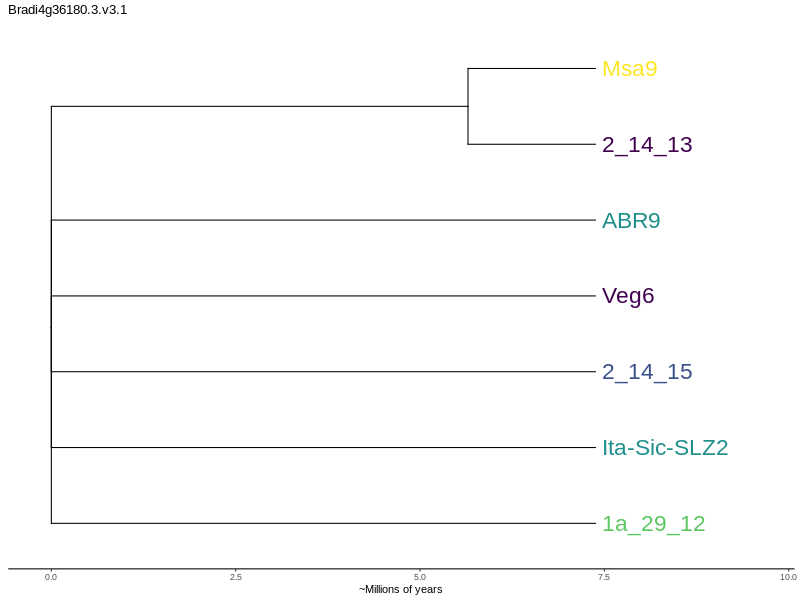 Bradi4g36180.3.v3.1
Msa9
2_14_13
ABR9
Veg6
2_14_15
Ita-Sic-SLZ2
1a_29_12
0.0 2.5 5.0 7.5 10.0
~Millions of years